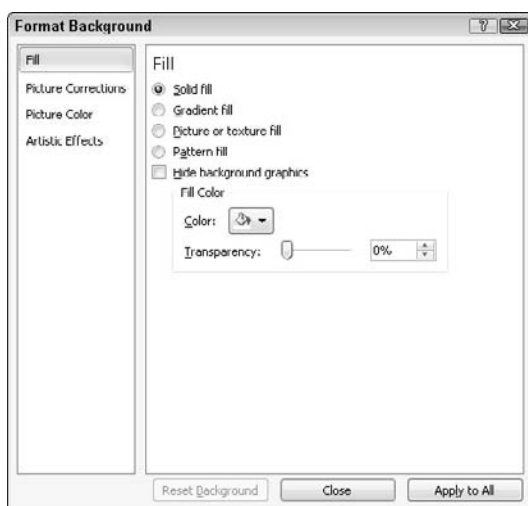 Format Background
Fill
Picture Corrections
Picture Color
Artistic Effects
Fill
Solid fill
Gradient fill
Picture or texture fill
Pattern fill
Hide background graphics
Fill Color
Color:
Transparency: 0%
Reset Background Close Apply to All